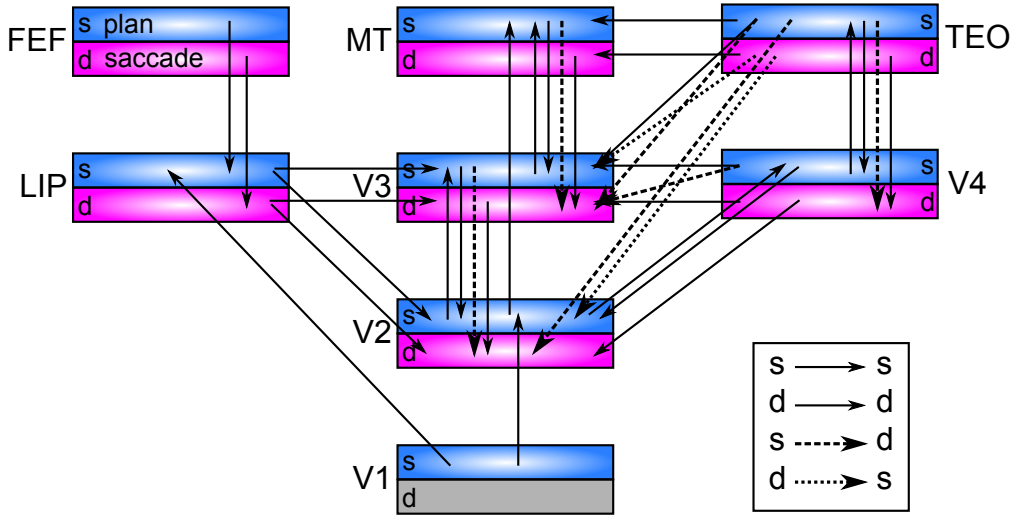 FEF s plan MT s TEO s
d saccade d d
LIP s V3 s V4 s
d d d
V2 s
d
V1 s
d
s s
d d
s d
d s